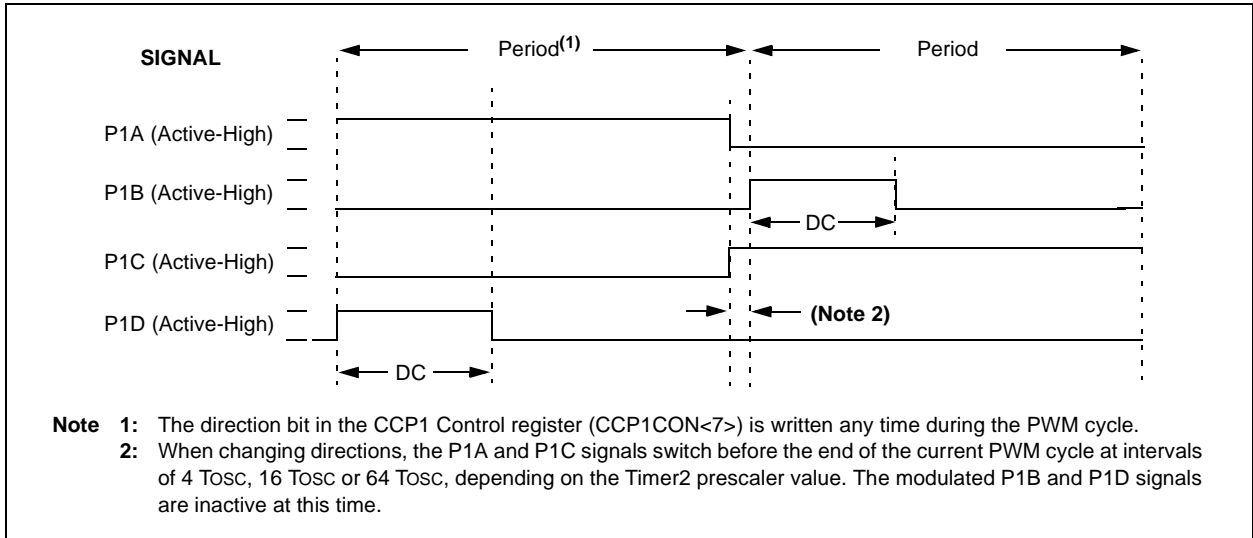 SIGNAL
Period(1)
Period
P1A (Active-High)
P1B (Active-High)
DC
P1C (Active-High)
P1D (Active-High)
(Note 2)
DC
Note 1: The direction bit in the CCP1 Control register (CCP1CON<7>) is written any time during the PWM cycle.
2: When changing directions, the P1A and P1C signals switch before the end of the current PWM cycle at intervals
of 4 TOSC, 16 TOSC or 64 TOSC, depending on the Timer2 prescaler value. The modulated P1B and P1D signals
are inactive at this time.